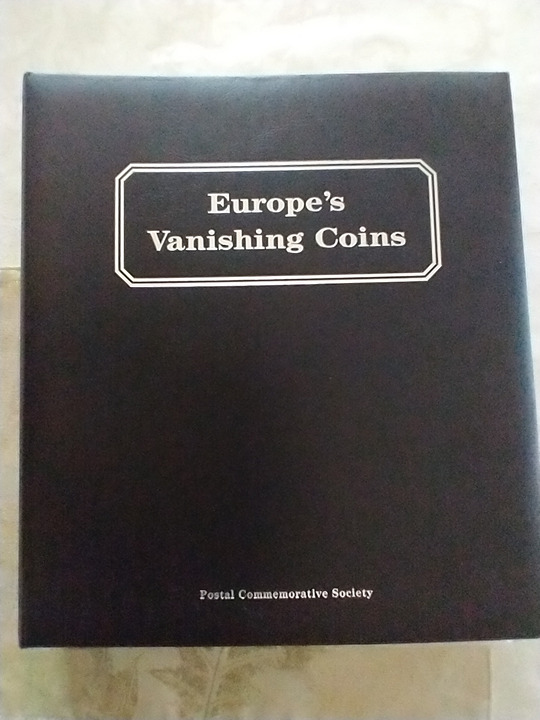 Europe's
Vanishing Coins
Postal Commemorative Society